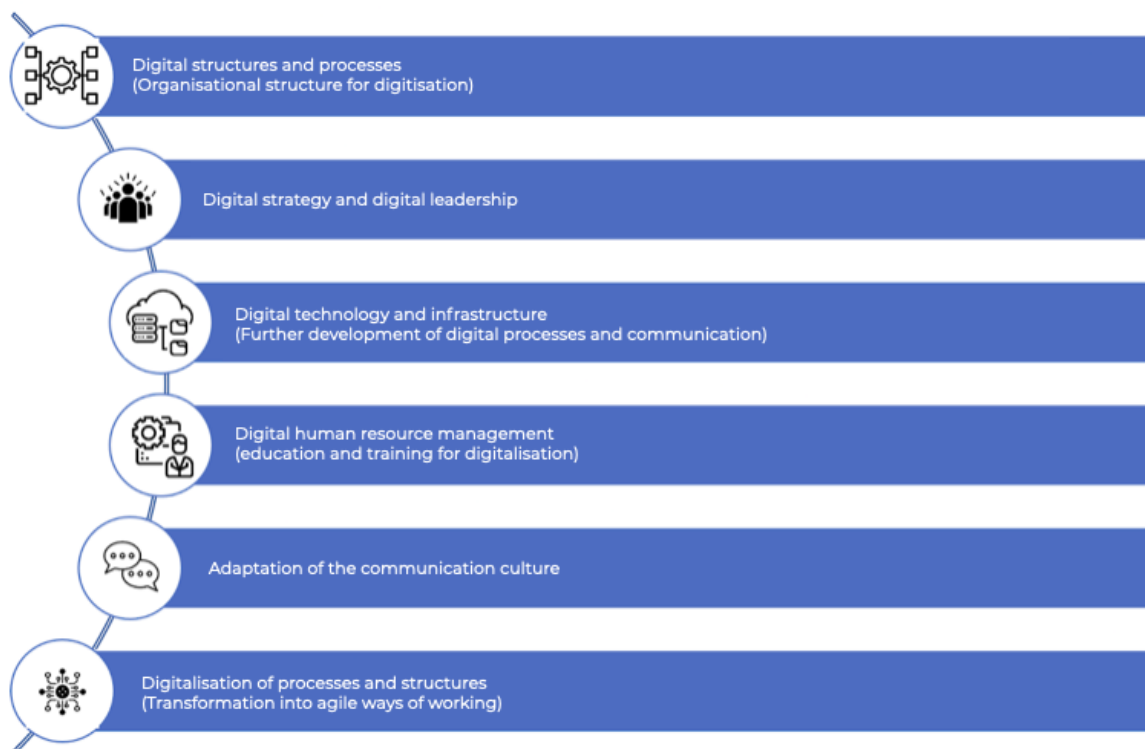 Digital structures and processes
(Organisational structure for digitisation)
Digital strategy and digital leadership
Digital technology and infrastructure
(Further development of digital processes and communication)
Digital human resource management
(education and training for digitalisation)
Adaptation of the communication culture
Digitalisation of processes and structures
(Transformation into agile ways of working)